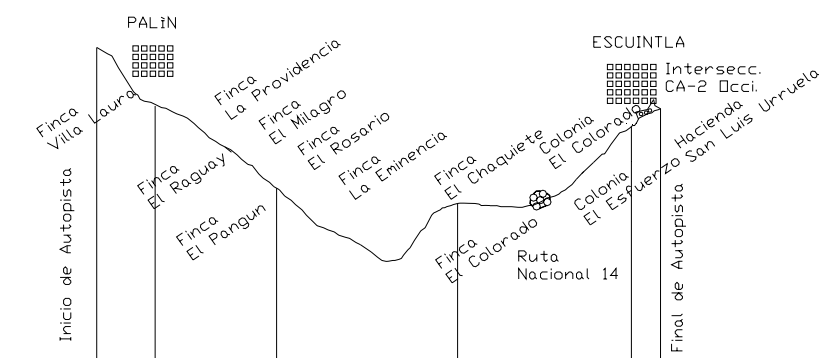 PALìN
ESCUINTLA
Intersecc.
CA-2 Occi.
Finca
Villa Laura
Finca
La Providencia
Finca
El Milagro
Finca
El Rosario
Finca
La Eminencia
Finca
El Chaquiete
Colonia
El Colorado
Hacienda
San Luis Urruela
Colonia
El Esfuerzo
Finca
El Raguay
Finca
El Pangun
Finca
El Colorado
Ruta
Nacional 14
Inicio de Autopista
Final de Autopista